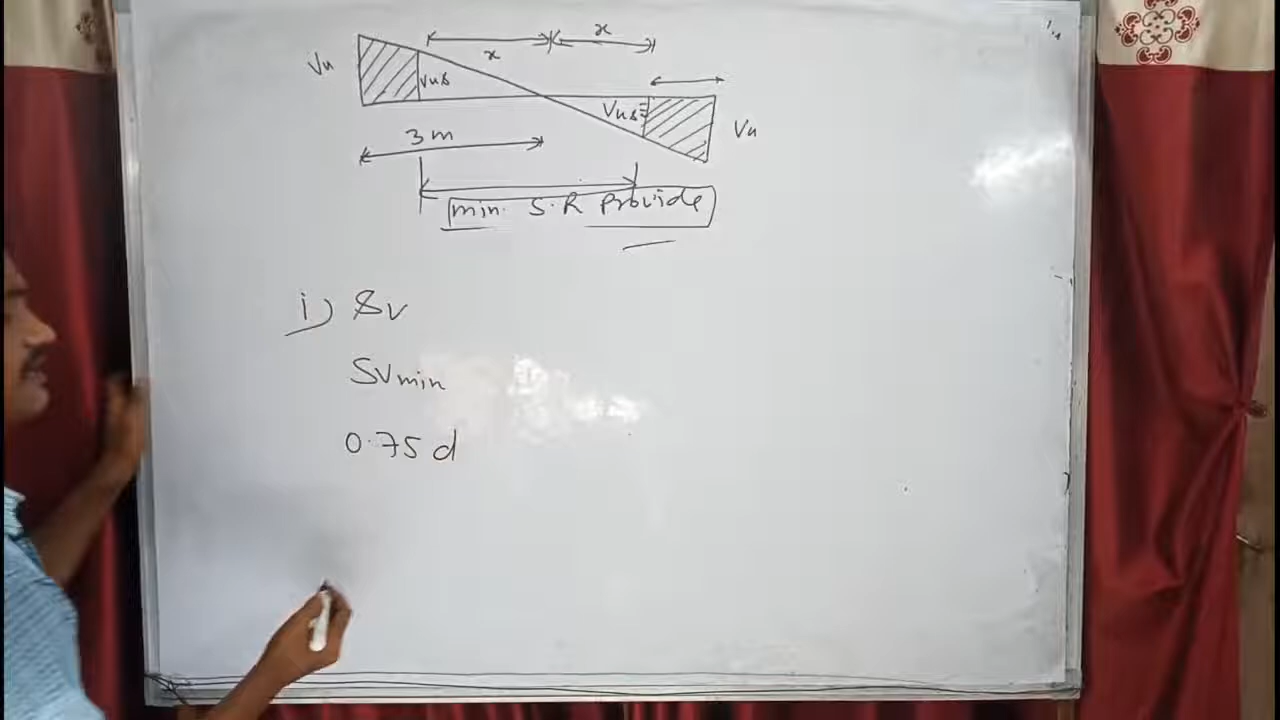 x
x
Vu
Vus
Vus
Vu
3 m
min. S.R Provide
i) Sv
Svmin
0.75 d